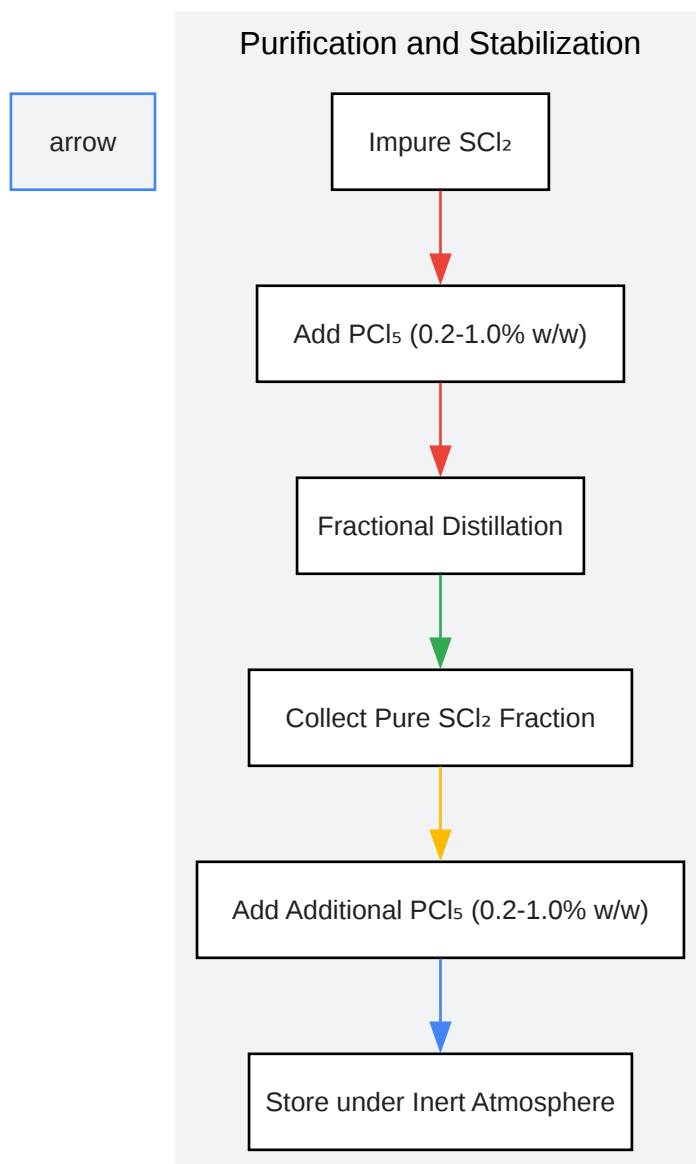 Purification and Stabilization
arrow
Impure SCl₂
Add PCl₅ (0.2-1.0% w/w)
Fractional Distillation
Collect Pure SCl₂ Fraction
Add Additional PCl₅ (0.2-1.0% w/w)
Store under Inert Atmosphere